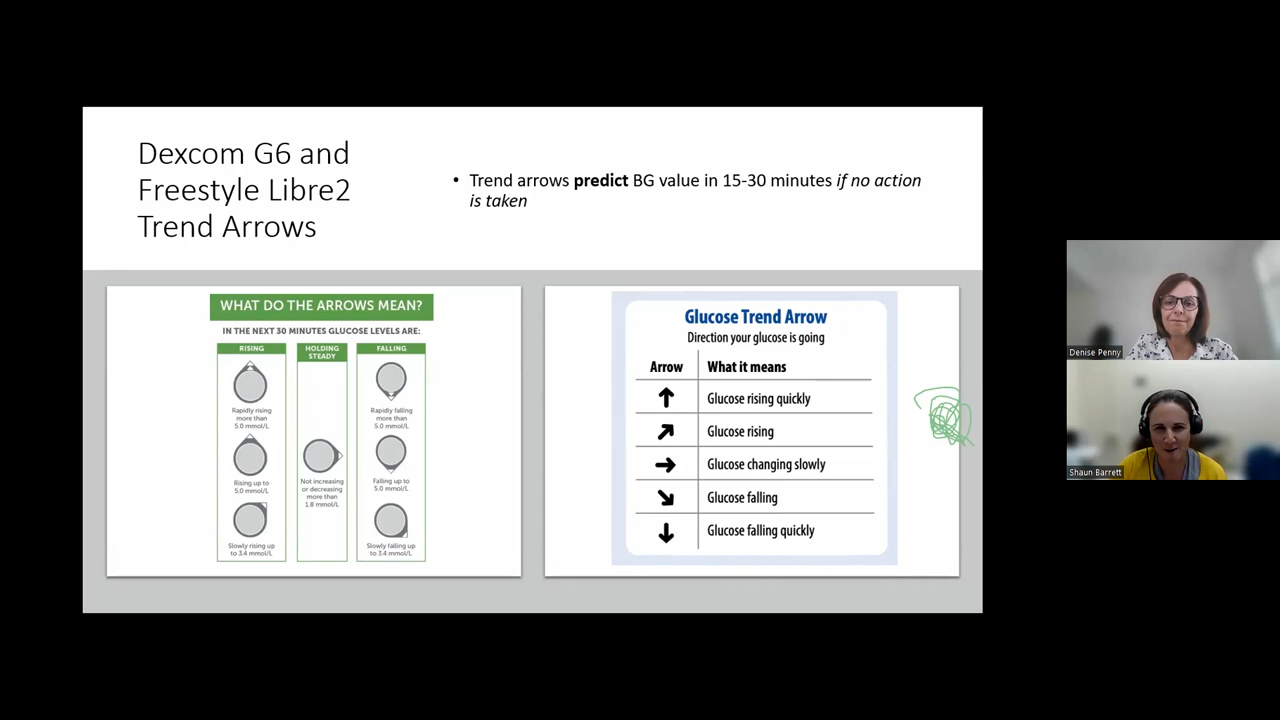 Dexcom G6 and
Freestyle Libre2
Trend Arrows
• Trend arrows predict BG value in 15-30 minutes if no action
is taken
WHAT DO THE ARROWS MEAN?
IN THE NEXT 30 MINUTES GLUCOSE LEVELS ARE:
RISING
Rapidly rising
more than
5.0 mmol/L
Rising up to
5.0 mmol/L
Slowly rising up
to 3.4 mmol/L
HOLDING
STEADY
Not increasing
or decreasing
more than
1.8 mmol/L
FALLING
Rapidly falling
more than
5.0 mmol/L
Falling up to
5.0 mmol/L
Slowly falling up
to 3.4 mmol/L
Glucose Trend Arrow
Direction your glucose is going
Arrow What it means
Glucose rising quickly
Glucose rising
Glucose changing slowly
Glucose falling
Glucose falling quickly
Denise Penny
Shaun Barrett